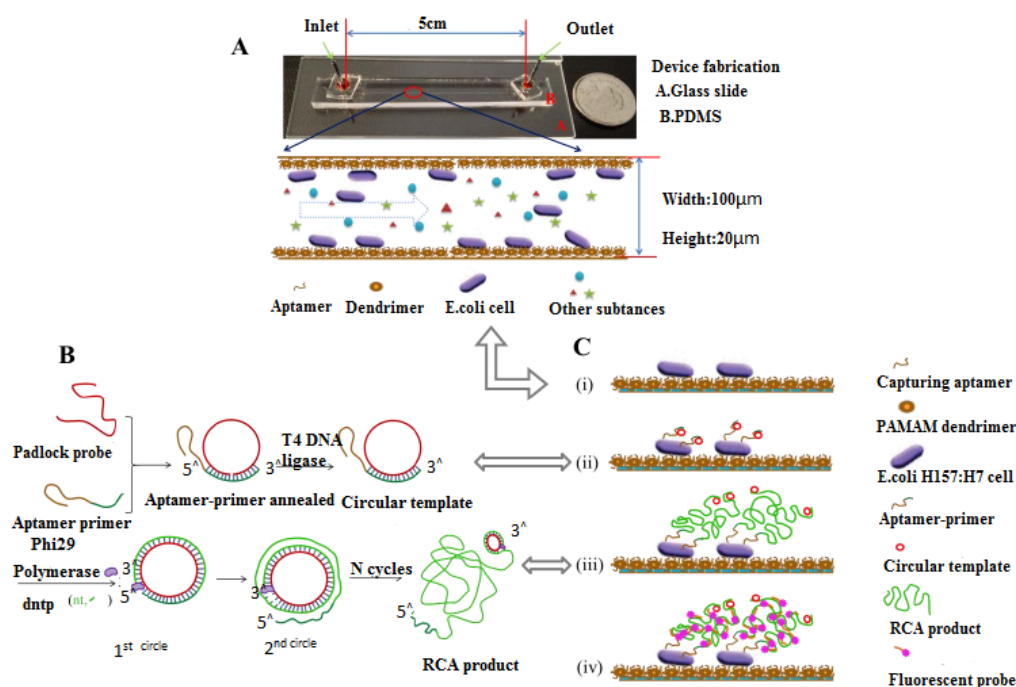 Inlet
5cm
Outlet
A
Device fabrication
A.Glass slide
B.PDMS
B
A
Width:100μm
Height:20μm
Aptamer
Dendrimer
E.coli cell
Other subtances
B
C
Padlock probe
Aptamer primer
5^
3^
T4 DNA
ligase
3^
Aptamer-primer annealed
Circular template
Phi29
Polymerase
dntp
(nt, )
3^
5^
1st circle
3^
5^
2nd circle
N cycles
3^
5^
RCA product
(i)
(ii)
(iii)
(iv)
Capturing aptamer
PAMAM dendrimer
E.coli H157:H7 cell
Aptamer-primer
Circular template
RCA product
Fluorescent probe